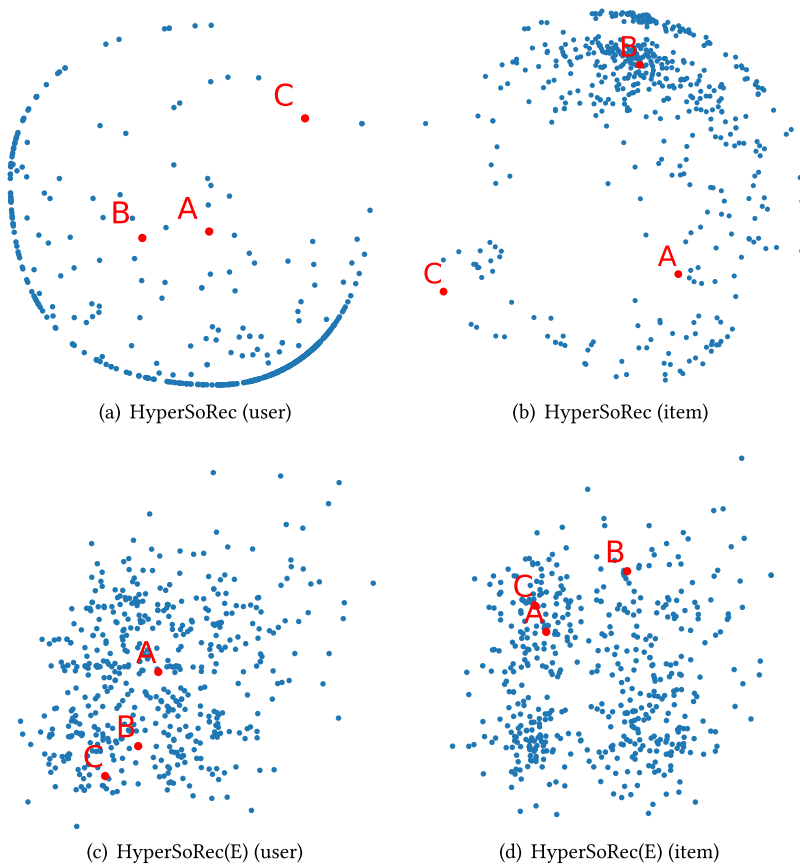 C
B
A
(a) HyperSoRec (user)
B
A
C
(b) HyperSoRec (item)
A
B
C
(c) HyperSoRec(E) (user)
B
C
A
(d) HyperSoRec(E) (item)